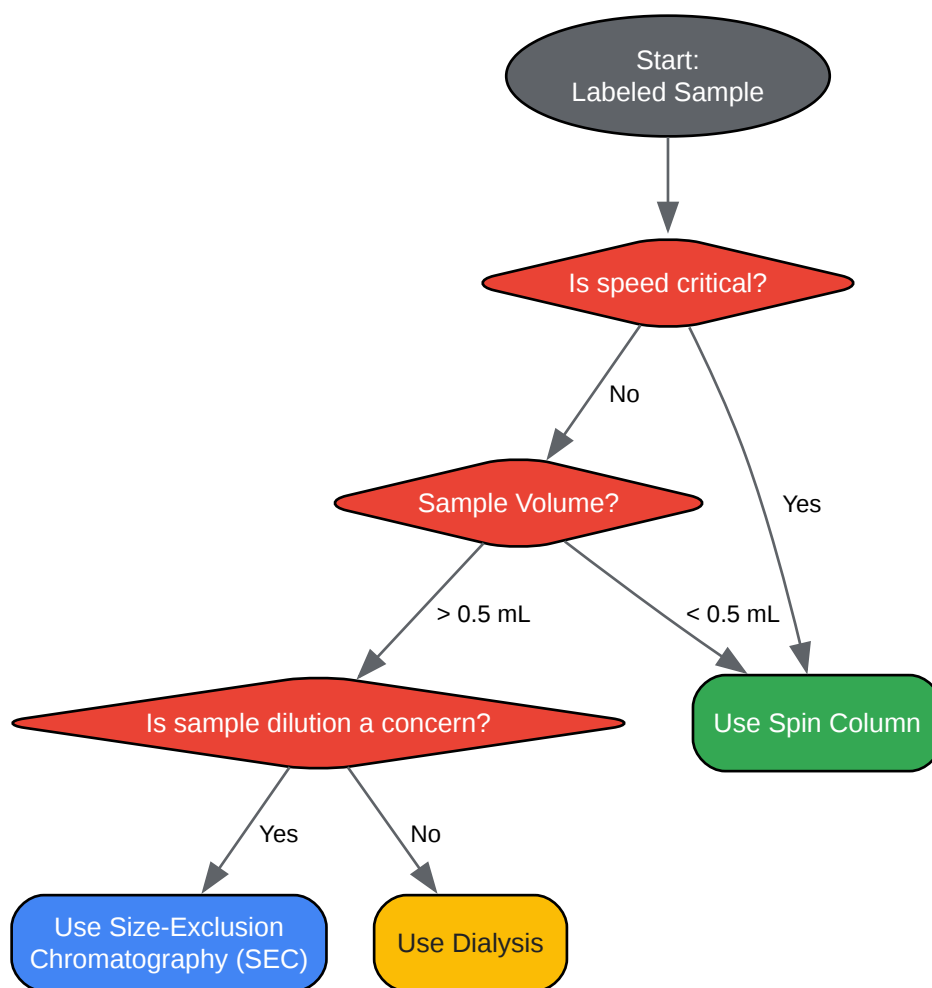 Start:
Labeled Sample
Is speed critical?
No
Yes
Sample Volume?
> 0.5 mL
< 0.5 mL
Is sample dilution a concern?
Use Spin Column
Yes
No
Use Size-Exclusion
Chromatography (SEC)
Use Dialysis